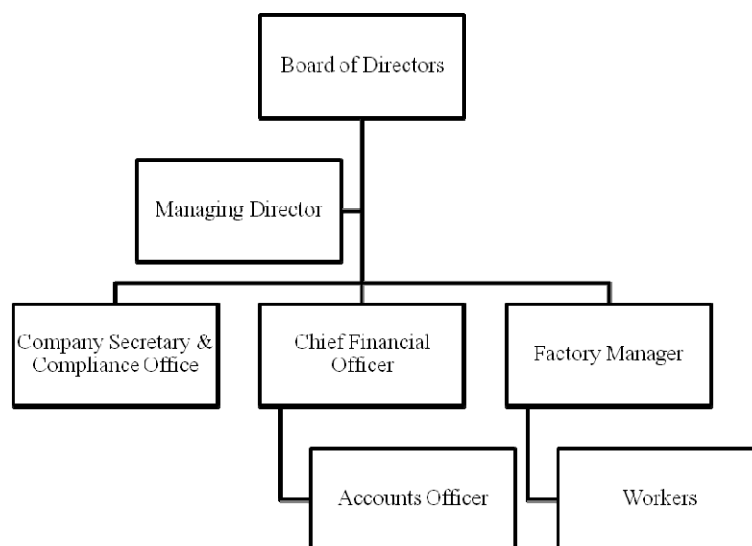 Board of Directors
Managing Director
Company Secretary &
Compliance Office
Chief Financial
Officer
Factory Manager
Accounts Officer
Workers